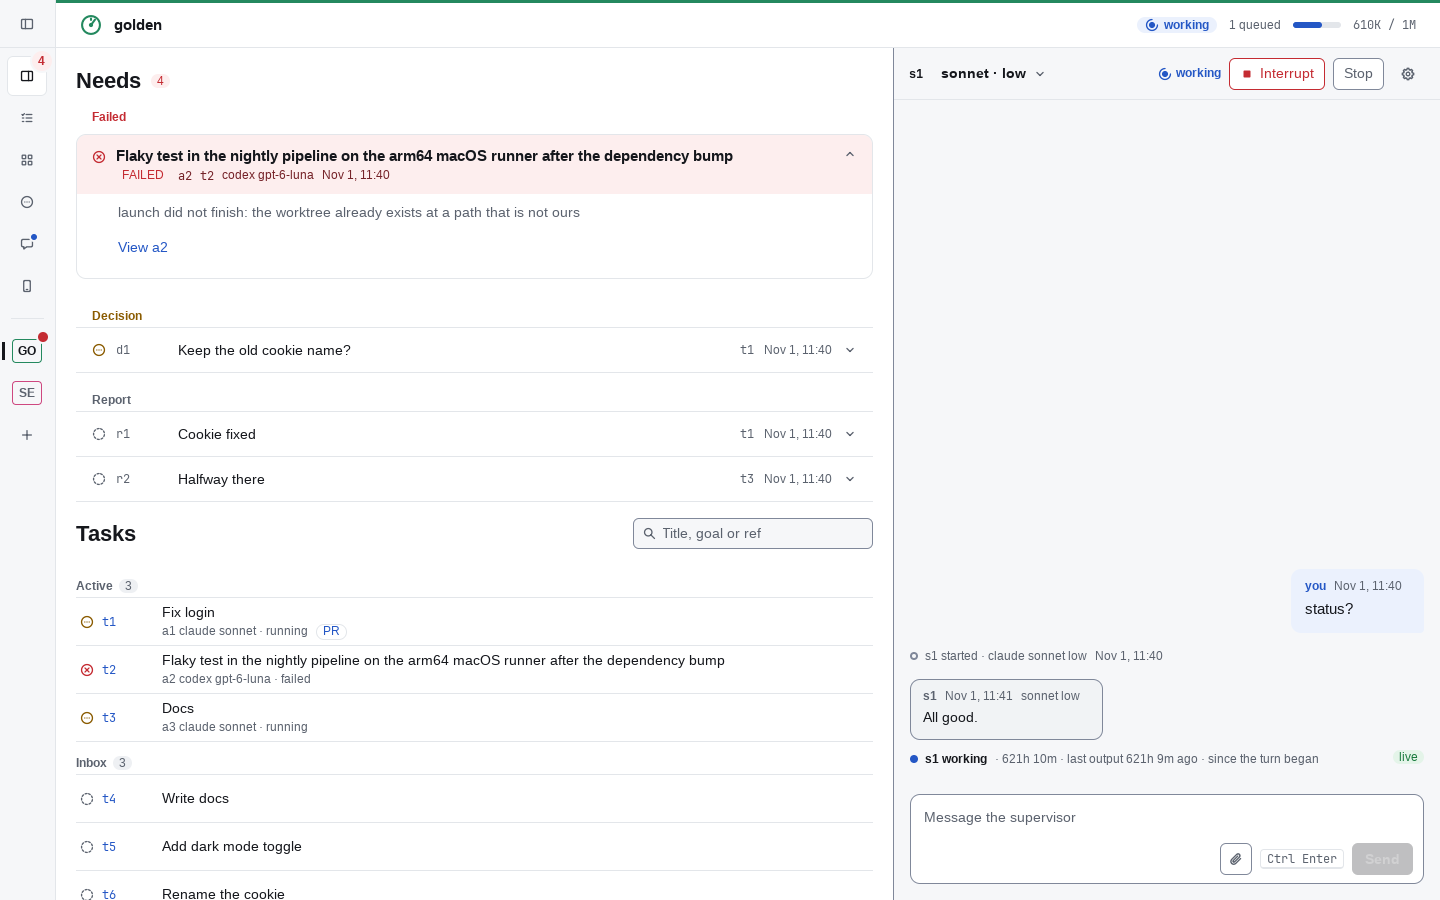 golden
working
1 queued
610K / 1M
4
GO
SE
Needs 4
Failed
Flaky test in the nightly pipeline on the arm64 macOS runner after the dependency bump
FAILED a2 t2 codex gpt-6-luna Nov 1, 11:40
launch did not finish: the worktree already exists at a path that is not ours
View a2
Decision
d1 Keep the old cookie name? t1 Nov 1, 11:40
Report
r1 Cookie fixed t1 Nov 1, 11:40
r2 Halfway there t3 Nov 1, 11:40
Tasks
Title, goal or ref
Active 3
t1 Fix login
a1 claude sonnet · running PR
t2 Flaky test in the nightly pipeline on the arm64 macOS runner after the dependency bump
a2 codex gpt-6-luna · failed
t3 Docs
a3 claude sonnet · running
Inbox 3
t4 Write docs
t5 Add dark mode toggle
t6 Rename the cookie
s1 sonnet · low
working
Interrupt
Stop
you Nov 1, 11:40
status?
s1 started · claude sonnet low Nov 1, 11:40
s1 Nov 1, 11:41 sonnet low
All good.
s1 working · 621h 10m · last output 621h 9m ago · since the turn began
live
Message the supervisor
Ctrl Enter
Send